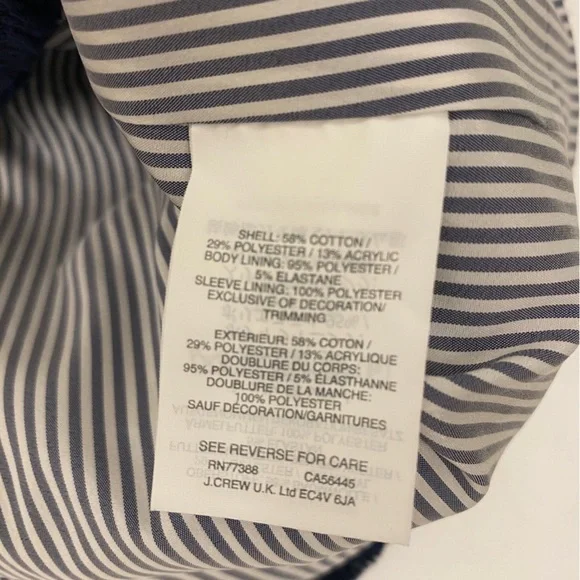 SHELL: 58% COTTON /
29% POLYESTER / 13% ACRYLIC
BODY LINING: 95% POLYESTER /
5% ELASTANE
SLEEVE LINING: 100% POLYESTER
EXCLUSIVE OF DECORATION/
TRIMMING
EXTÉRIEUR: 58% COTON /
29% POLYESTER / 13% ACRYLIQUE
DOUBLURE DU CORPS:
95% POLYESTER / 5% ÉLASTHANNE
DOUBLURE DE LA MANCHE:
100% POLYESTER
SAUF DÉCORATION/GARNITURES
SEE REVERSE FOR CARE
RN77388 CA56445
J.CREW U.K. Ltd EC4V 6JA